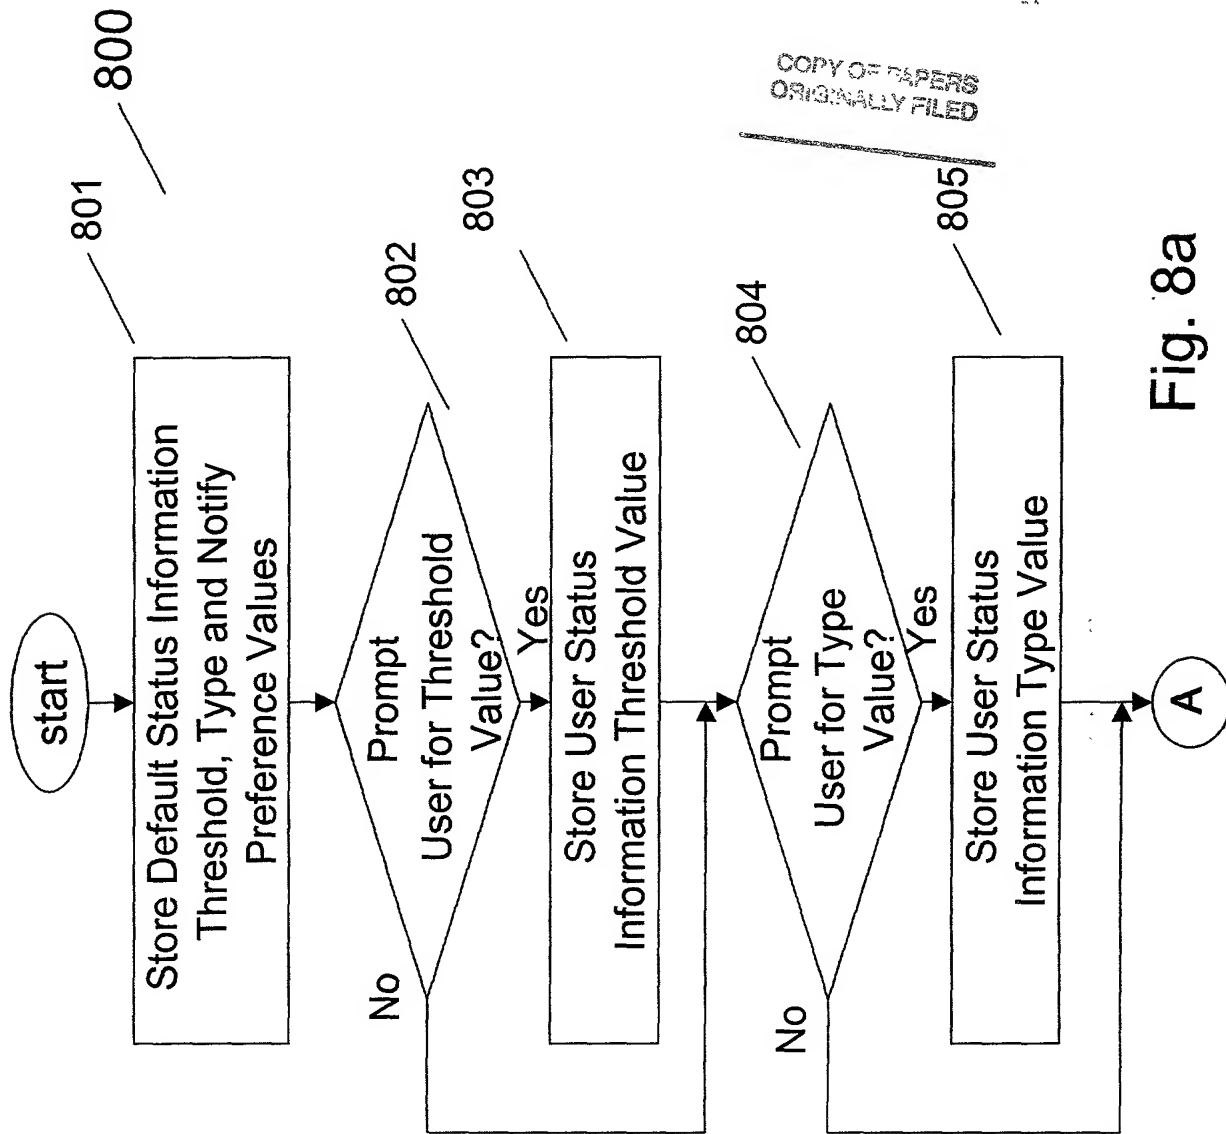 800
start
801
Store Default Status Information
Threshold, Type and Notify
Preference Values
802
Prompt
User for Threshold
Value?
No
Yes
803
Store User Status
Information Threshold Value
804
Prompt
User for Type
Value?
No
Yes
805
Store User Status
Information Type Value
A
Fig. 8a
COPY OF PAPERS
ORIGINALLY FILED